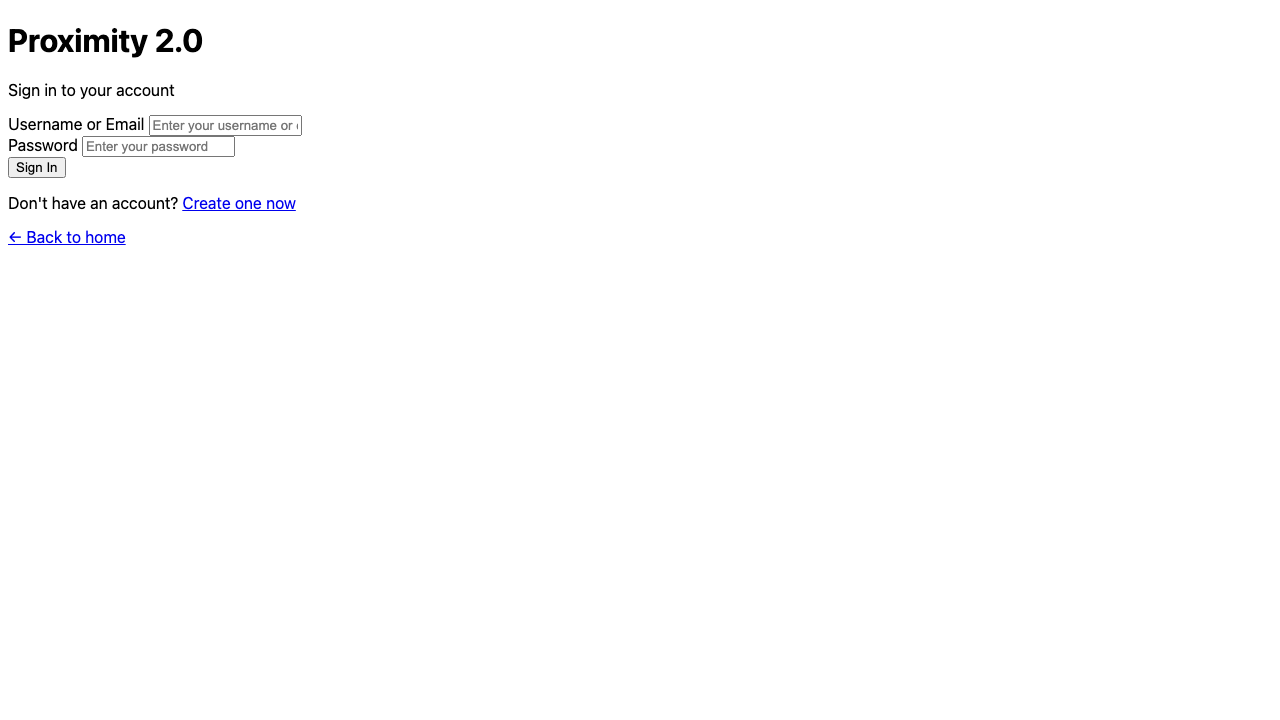 Proximity 2.0
Sign in to your account
Username or Email Enter your username or
Password Enter your password
Sign In
Don't have an account? Create one now
← Back to home